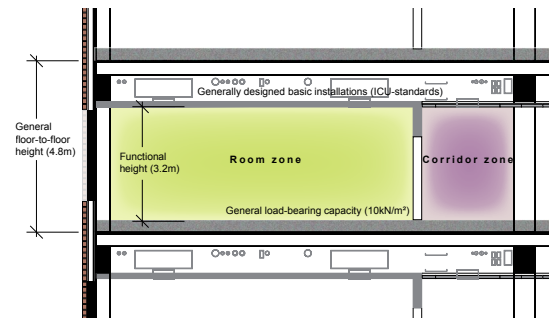 Generally designed basic installations (ICU-standards)
General
floor-to-floor
height (4.8m)
Functional
height (3.2m)
Room zone
Corridor zone
General load-bearing capacity (10kN/m²)